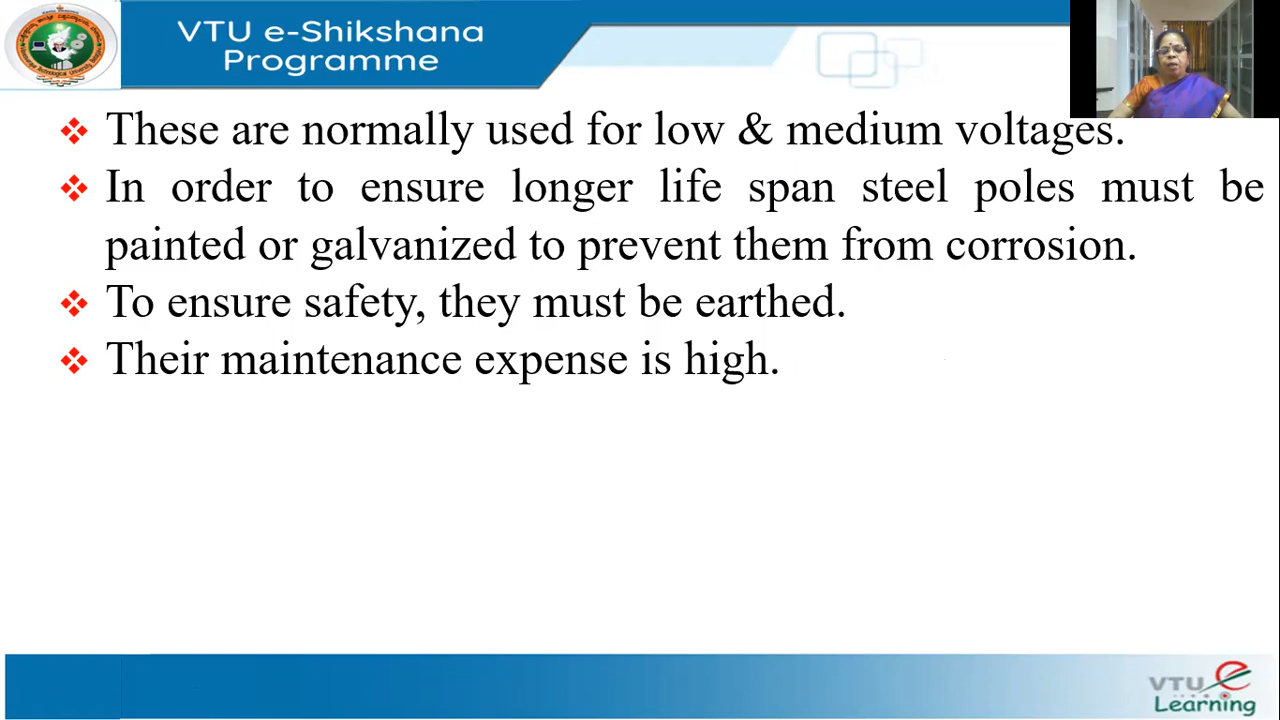 VTU e-Shikshana
Programme
❖ These are normally used for low & medium voltages.
❖ In order to ensure longer life span steel poles must be
painted or galvanized to prevent them from corrosion.
❖ To ensure safety, they must be earthed.
❖ Their maintenance expense is high.
VTU e
Learning